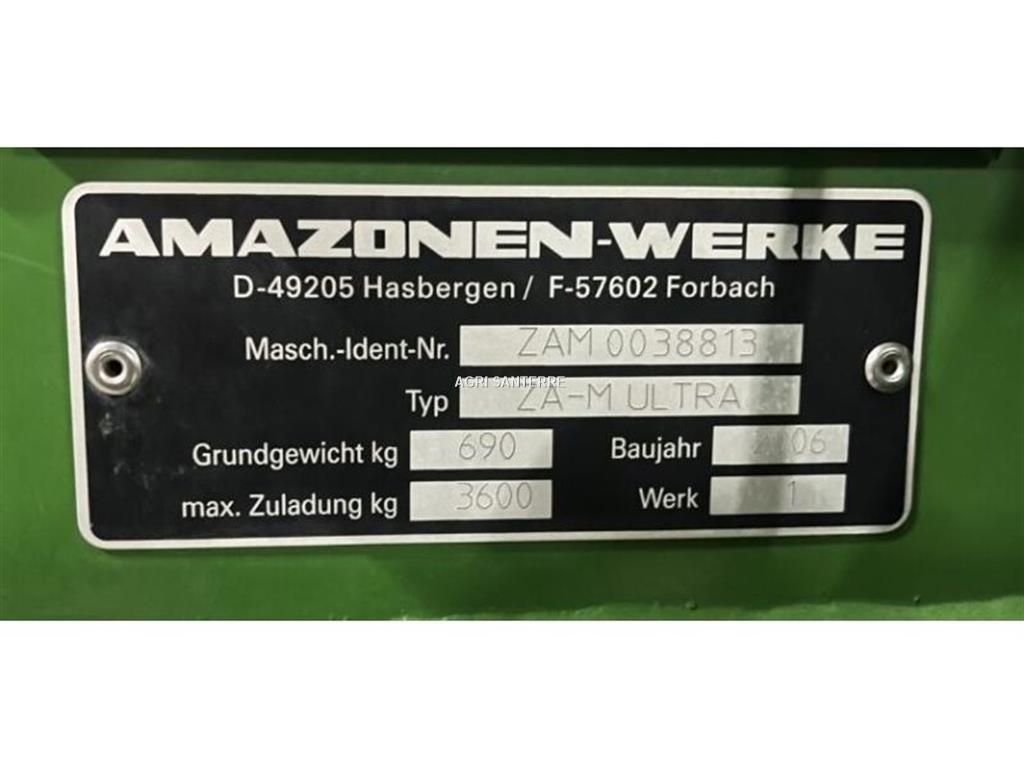 AMAZONEN-WERKE
D-49205 Hasbergen / F-57602 Forbach
Masch.-Ident-Nr. ZAM 0038813
AGRI SANTERRE
Typ ZA-M ULTRA
Grundgewicht kg 690 Baujahr 2006
max. Zuladung kg 3600 Werk 1